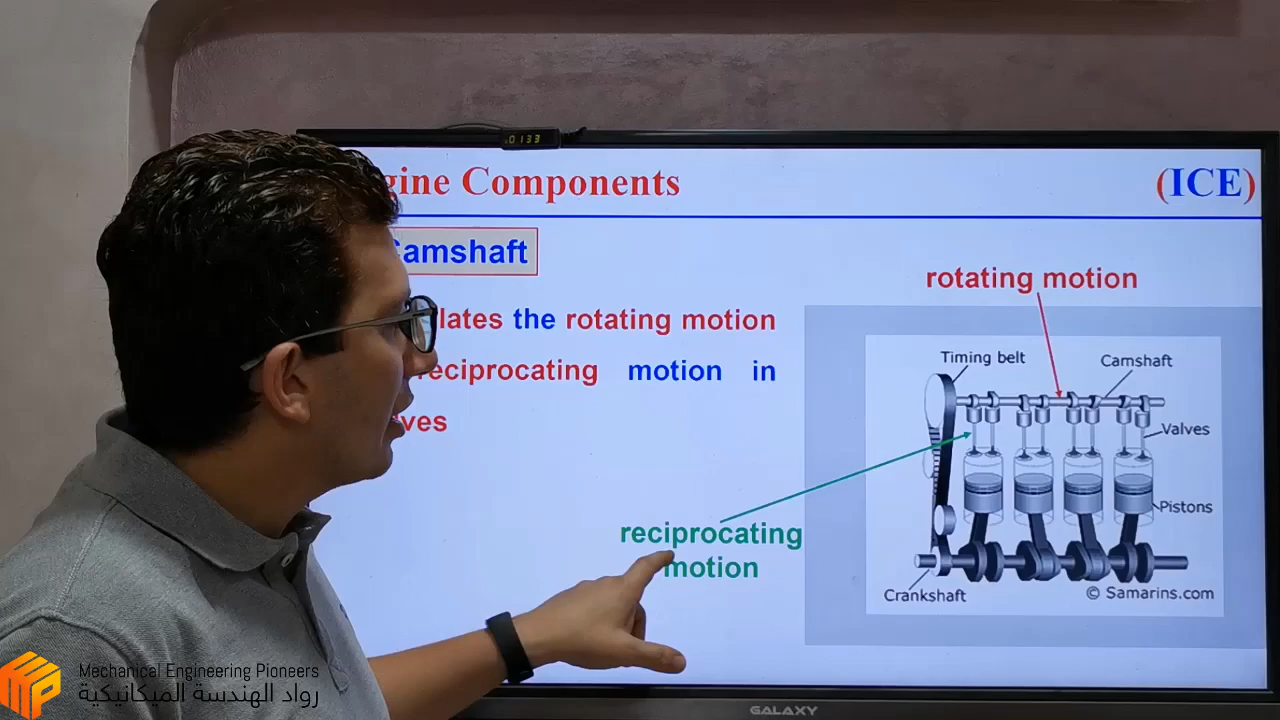 0133
gine Components
(ICE)
Camshaft
lates the rotating motion
reciprocating motion in
ves
rotating motion
reciprocating
motion
Timing belt
Camshaft
Valves
Pistons
Crankshaft
© Samarins.com
Mechanical Engineering Pioneers
رواد الهندسة الميكانيكية
GALAXY